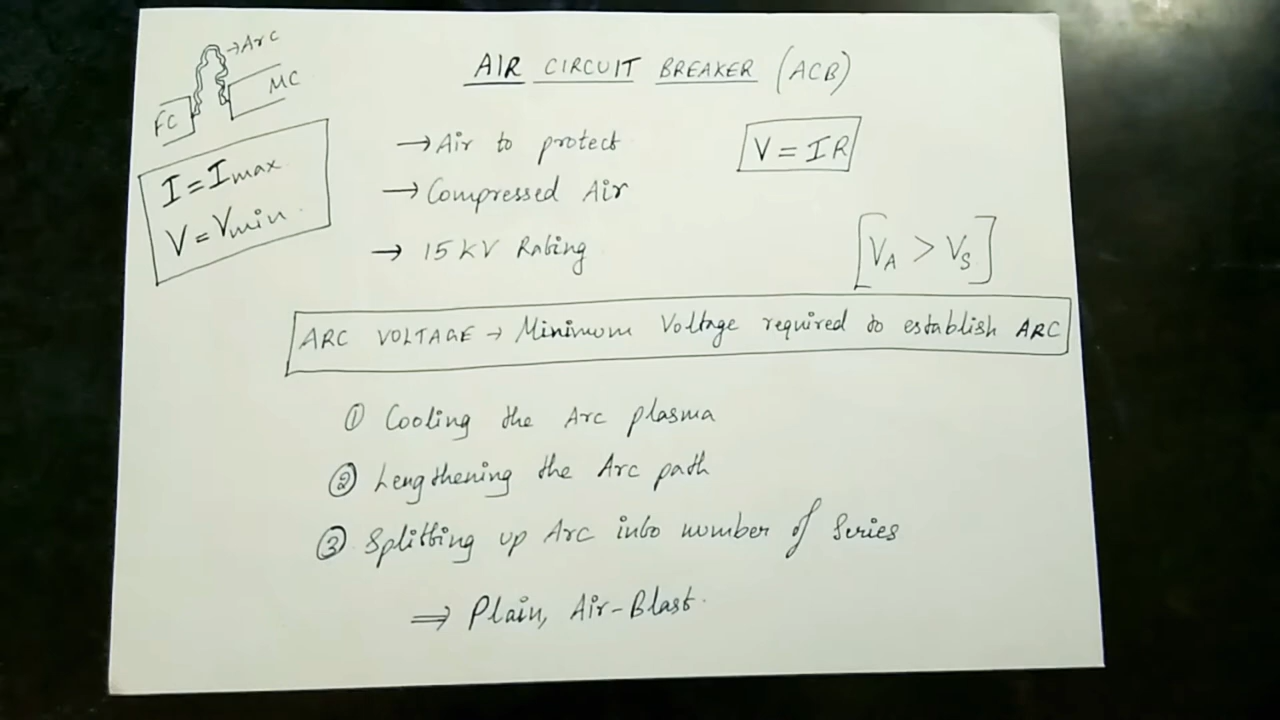 →Arc
MC
FC
I = Imax
V = Vmin.
AIR CIRCUIT BREAKER (ACB)
→ Air to protect
→ Compressed Air
→ 15 kV Rating
V = IR
[VA > VS]
ARC VOLTAGE → Minimum Voltage required to establish ARC
① Cooling the Arc plasma
② Lengthening the Arc path
③ Splitting up Arc into number of Series
⇒ Plain, Air-Blast.